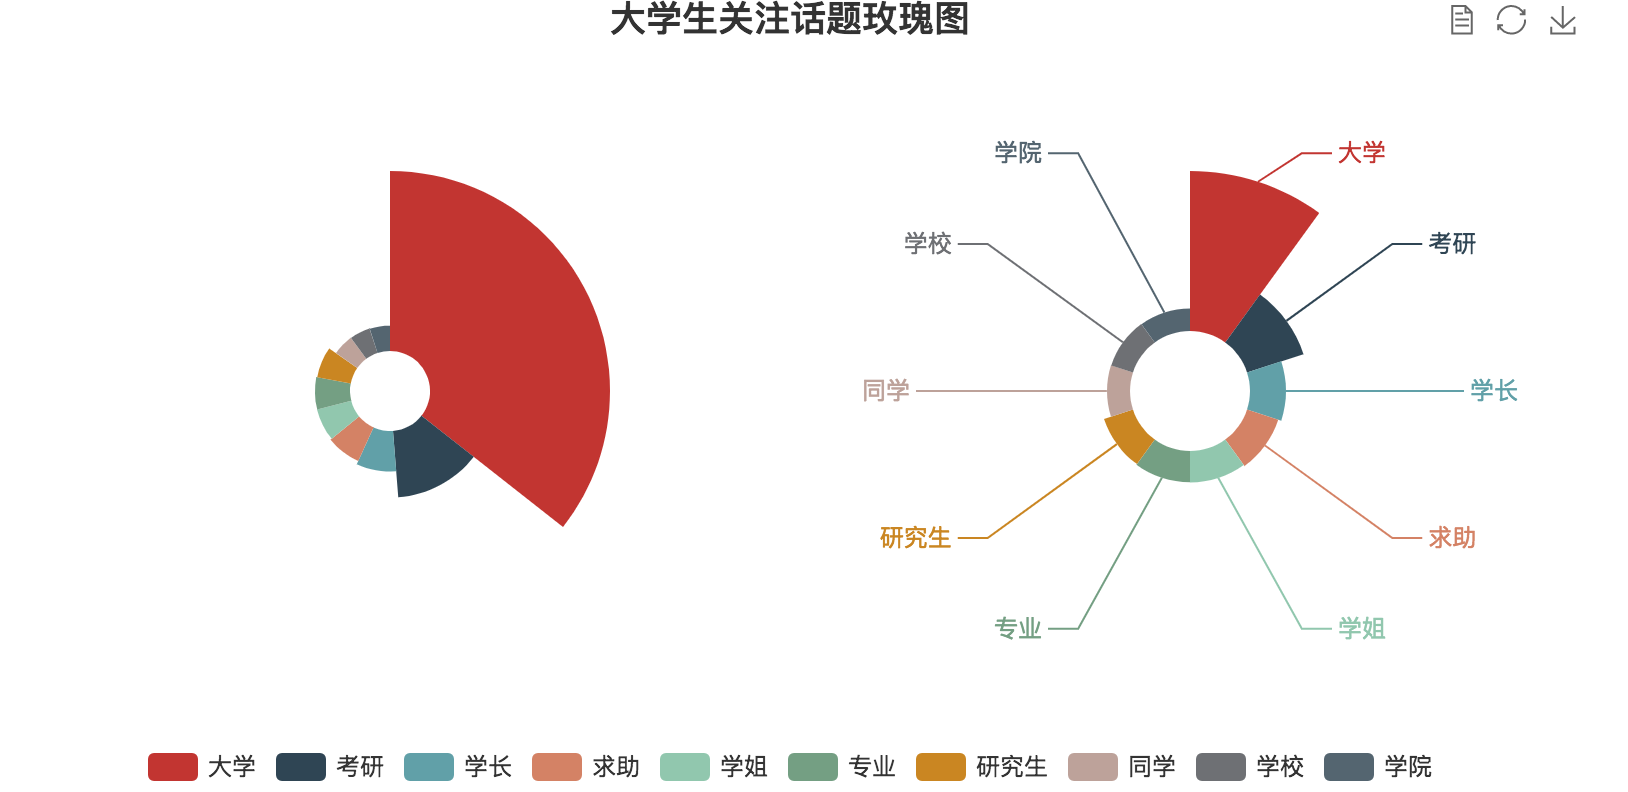 大学生关注话题玫瑰图
学院
大学
学校
考研
同学
学长
研究生
求助
专业
学姐
大学 考研 学长 求助 学姐 专业 研究生 同学 学校 学院